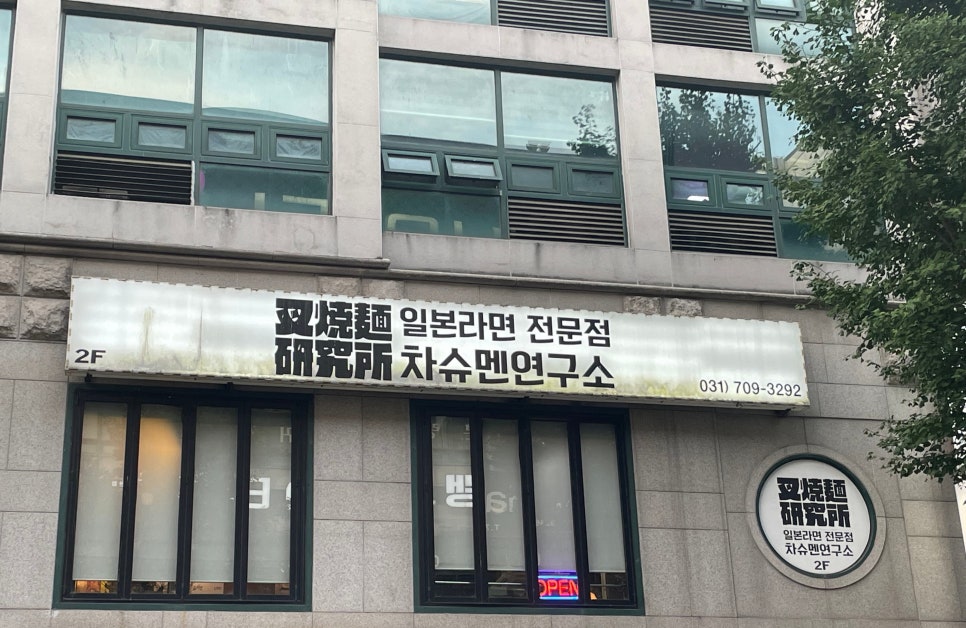 叉焼麺 일본라면 전문점
研究所 차슈멘연구소
2F
031) 709-3292
叉焼麺
研究所
일본라면 전문점
차슈멘연구소
2F
OPEN